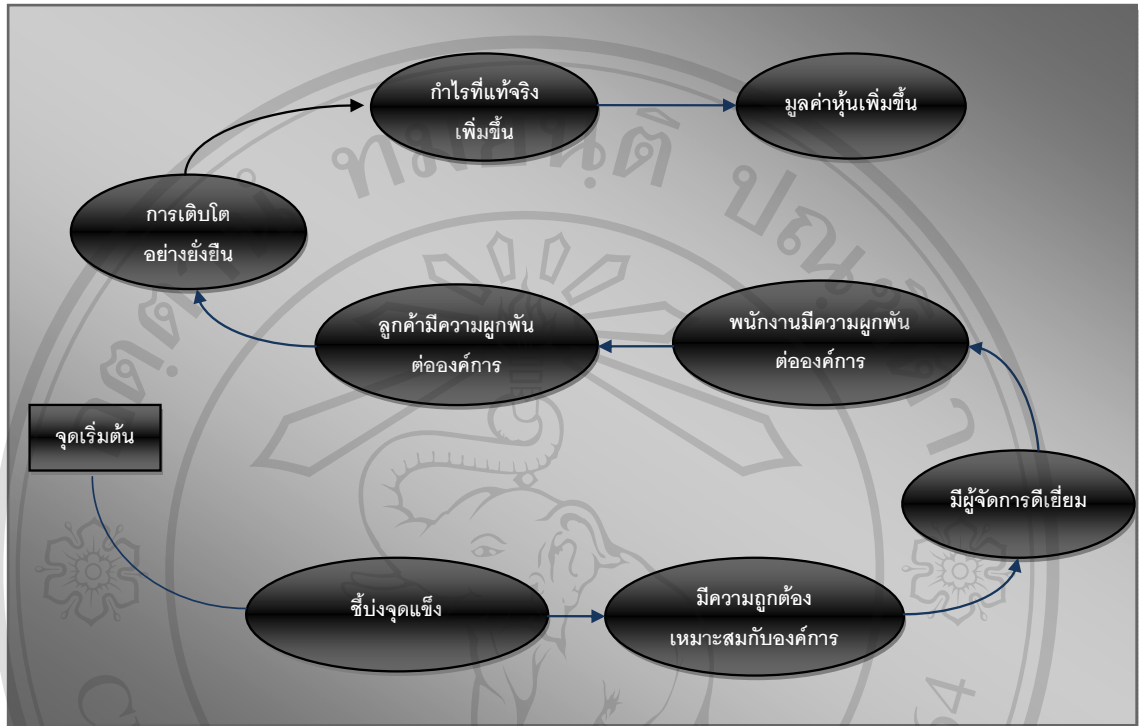 กำไรที่แท้จริง
เพิ่มขึ้น
มูลค่าหุ้นเพิ่มขึ้น
การเติบโต
อย่างยั่งยืน
ลูกค้ามีความผูกพัน
ต่อองค์การ
พนักงานมีความผูกพัน
ต่อองค์การ
จุดเริ่มต้น
มีผู้จัดการดีเยี่ยม
ชี้บ่งจุดแข็ง
มีความถูกต้อง
เหมาะสมกับองค์การ